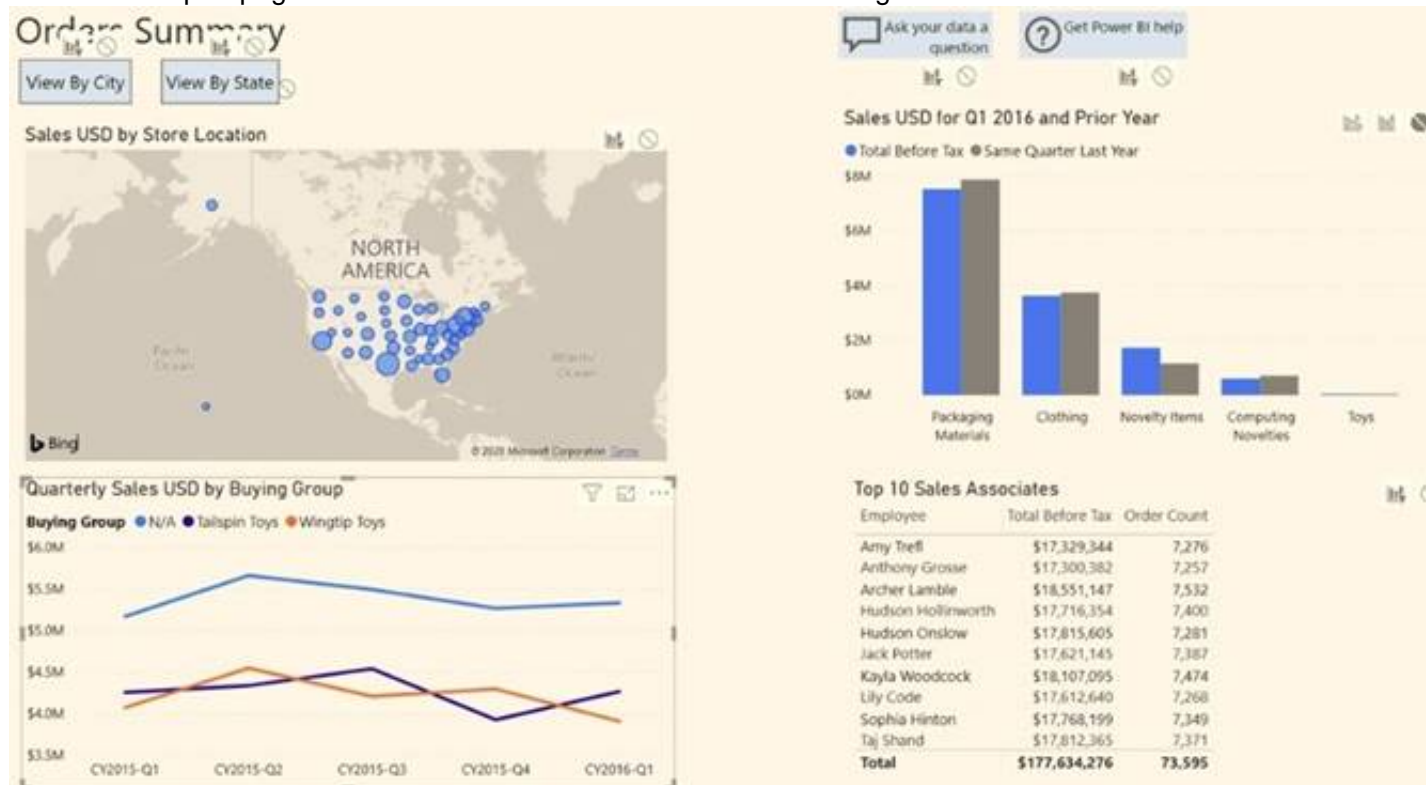 Orders Summary
View By City
View By State
Ask your data a
question
Get Power BI help
Sales USD by Store Location
NORTH
AMERICA
Pacific
Ocean
Atlantic
Ocean
Bing
© 2020 Microsoft Corporation Terms
Sales USD for Q1 2016 and Prior Year
Total Before Tax Same Quarter Last Year
$8M
$6M
$4M
$2M
$0M
Packaging
Materials
Clothing
Novelty Items
Computing
Novelties
Toys
Quarterly Sales USD by Buying Group
Buying Group N/A Tailspin Toys Wingtip Toys
$6.0M
$5.5M
$5.0M
$4.5M
$4.0M
$3.5M
CY2015-Q1 CY2015-Q2 CY2015-Q3 CY2015-Q4 CY2016-Q1
Top 10 Sales Associates
Employee Total Before Tax Order Count
Amy Trefl $17,329,344 7,276
Anthony Grosse $17,300,382 7,257
Archer Lamble $18,551,147 7,532
Hudson Hollinworth $17,716,354 7,400
Hudson Onslow $17,815,605 7,281
Jack Potter $17,621,145 7,387
Kayla Woodcock $18,107,095 7,474
Lily Code $17,612,640 7,268
Sophia Hinton $17,768,199 7,349
Taj Shand $17,812,365 7,371
Total $177,634,276 73,595